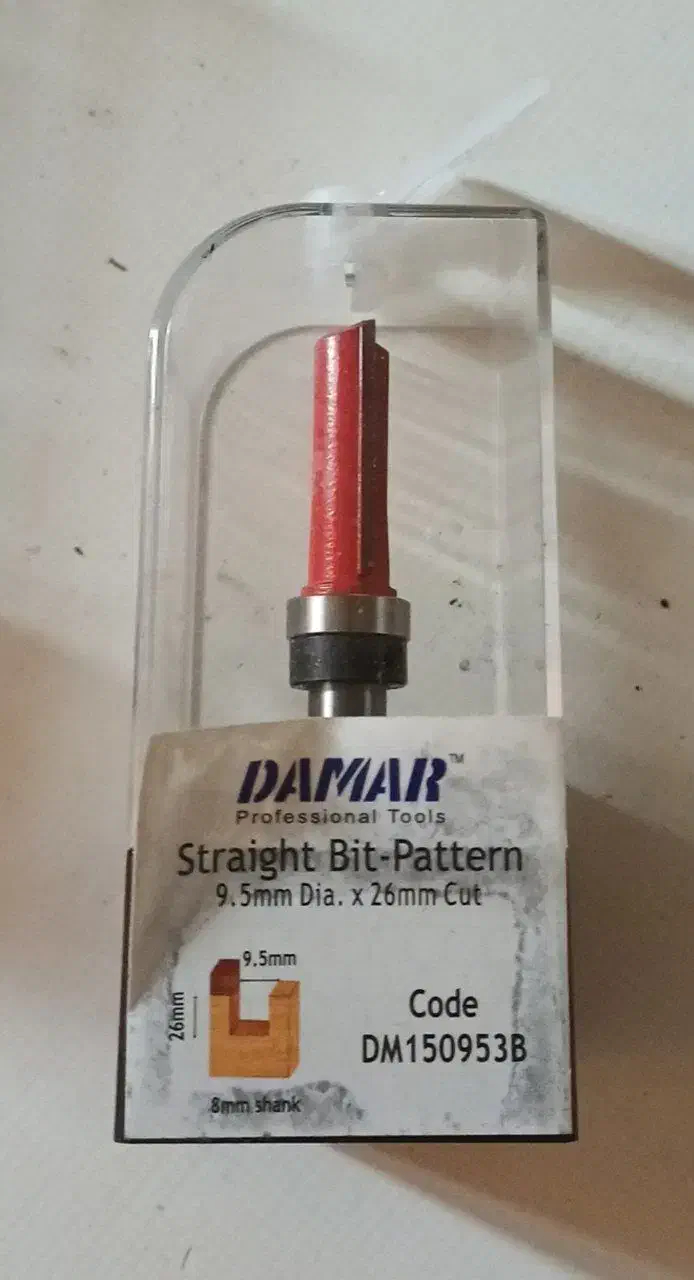 DAMAR™
Professional Tools
Straight Bit-Pattern
9.5mm Dia. x 26mm Cut
9.5mm
26mm
Code
DM150953B
8mm shank